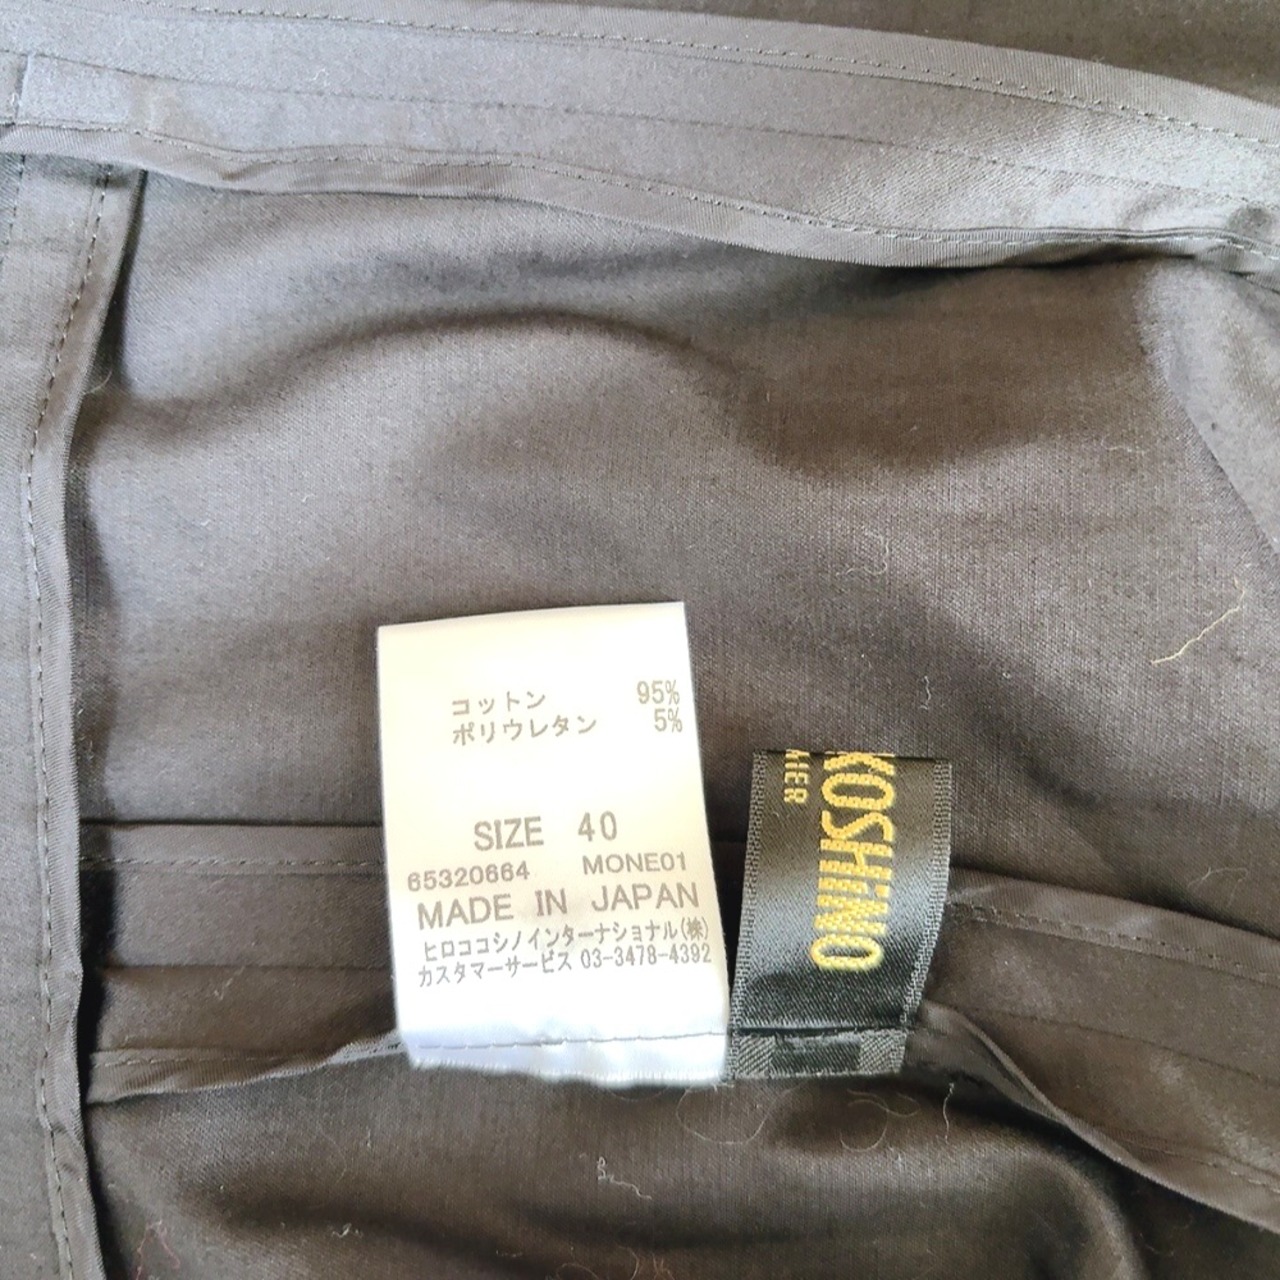 コットン 95%
ポリウレタン 5%
SIZE 40
65320664 MONE01
MADE IN JAPAN
ヒロココシノインターナショナル(株)
カスタマーサービス 03-3478-4392
KOSHINO